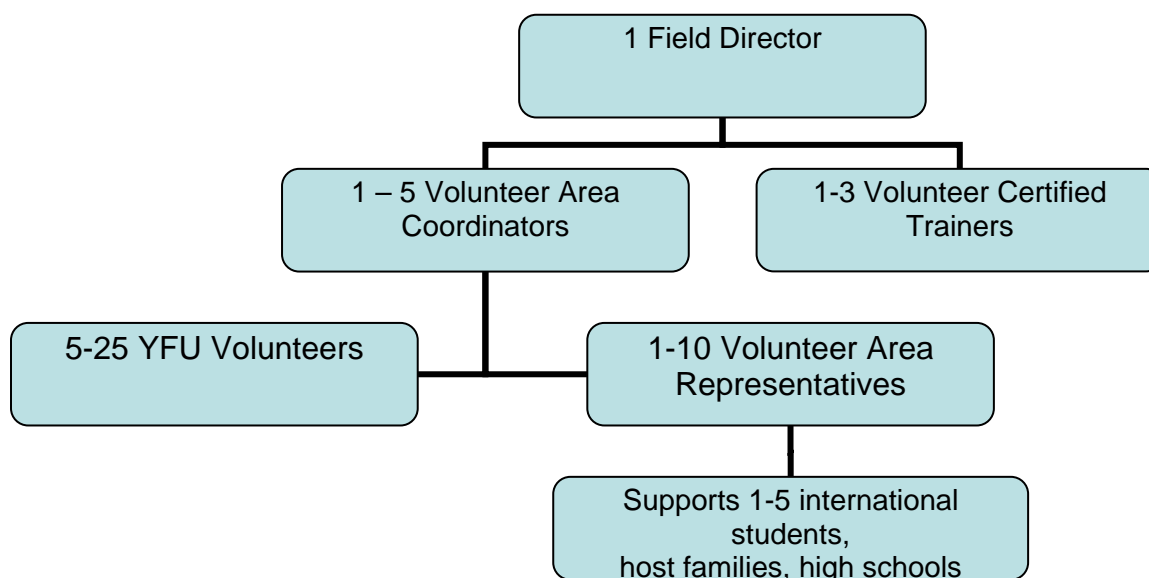 1 Field Director
1 – 5 Volunteer Area
Coordinators
1-3 Volunteer Certified
Trainers
5-25 YFU Volunteers
1-10 Volunteer Area
Representatives
Supports 1-5 international
students,
host families, high schools